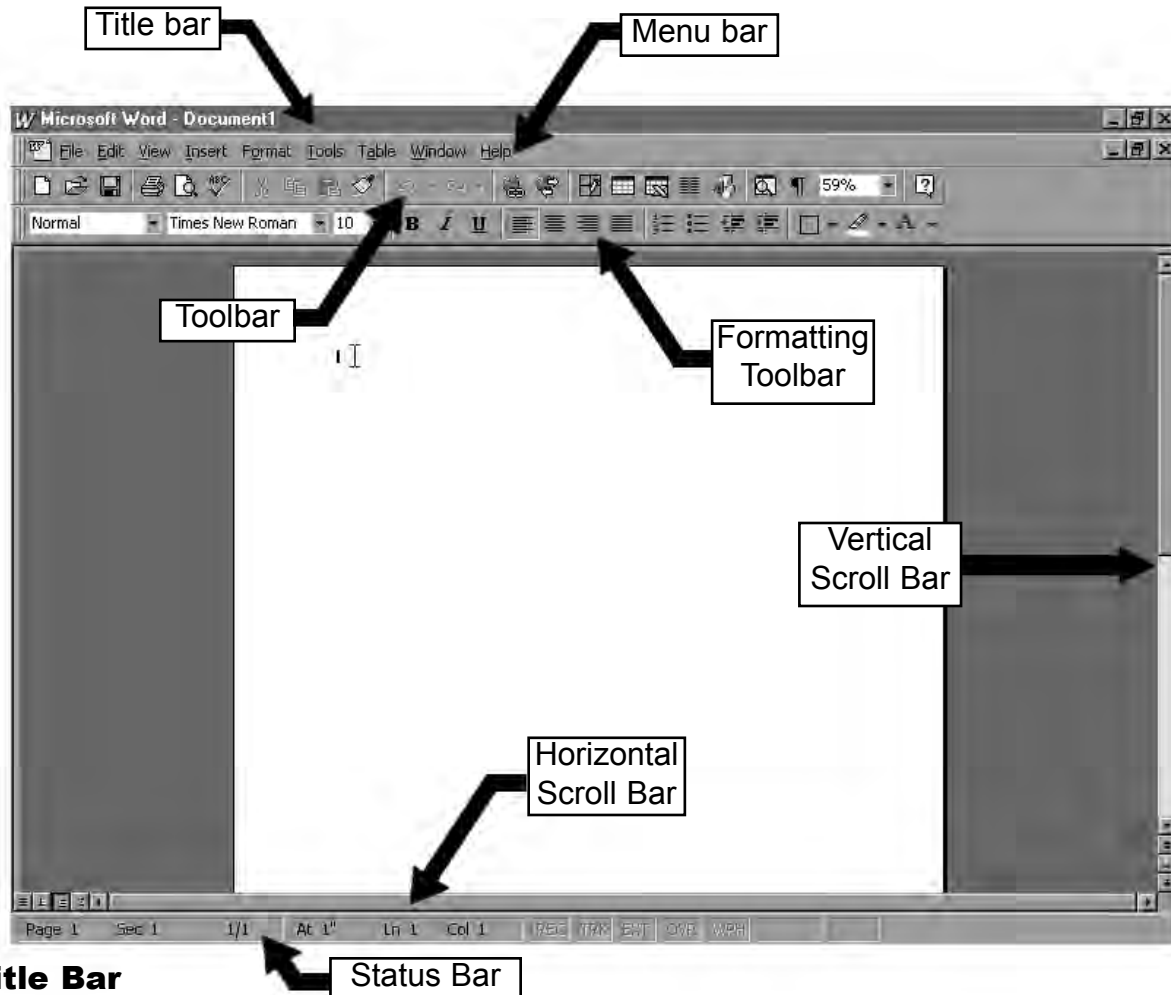 Title bar
Menu bar
Microsoft Word - Document1
File Edit View Insert Format Tools Table Window Help
ABC
59%
Normal Times New Roman 10 B I U A
Toolbar
Formatting
Toolbar
Vertical
Scroll Bar
Horizontal
Scroll Bar
Page 1 Sec 1 1/1 At 1" Ln 1 Col 1 REC TRK EXT OVR WPH
itle Bar
Status Bar